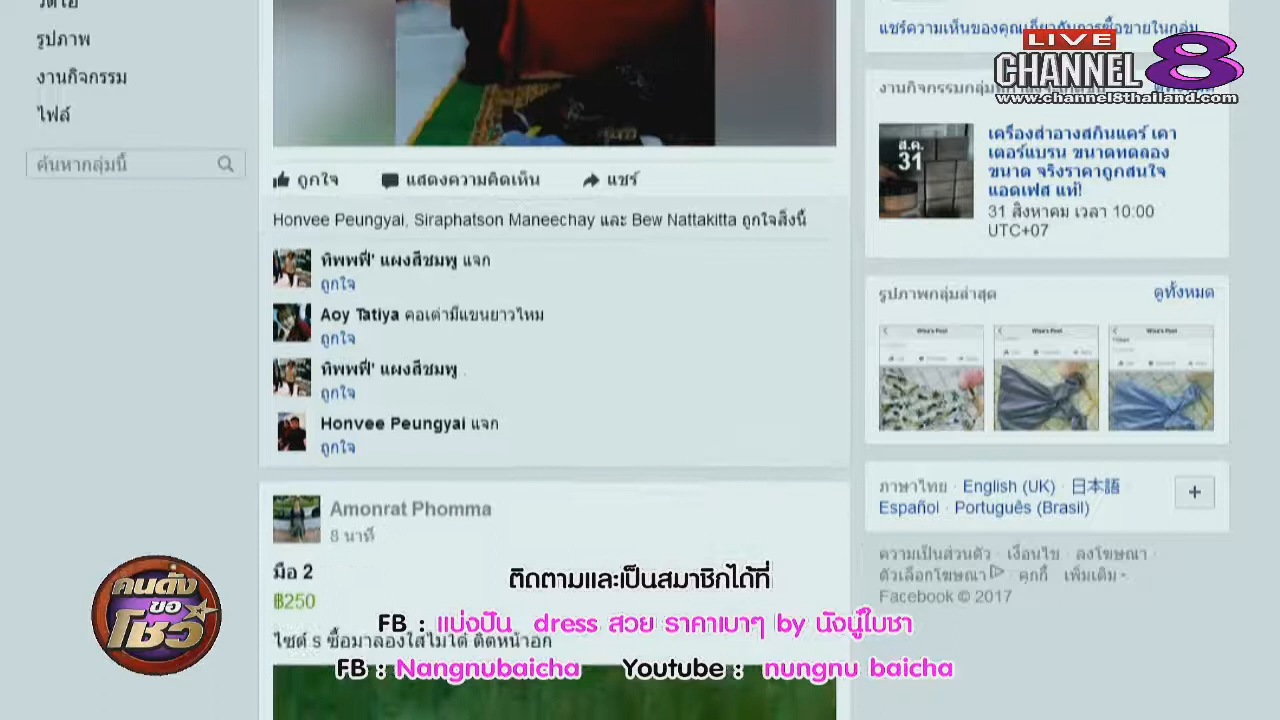 วิดีโอ
รูปภาพ
งานกิจกรรม
ไฟล์
ค้นหากลุ่มนี้
ถูกใจ แสดงความคิดเห็น แชร์
Honvee Peungyai, Siraphatson Maneechay และ Bew Nattakitta ถูกใจสิ่งนี้
ทิพพฟี่' แผงสีชมพู แจก
ถูกใจ
Aoy Tatiya คอเต่ามีแขนยาวไหม
ถูกใจ
ทิพพฟี่' แผงสีชมพู .
ถูกใจ
Honvee Peungyai แจก
ถูกใจ
Amonrat Phomma
8 นาที
มือ 2
฿250
ไซต์ s ซื้อมาลองใส่ไม่ได้ ติดหน้าอก
แชร์ความเห็นของคุณเกี่ยวกับการซื้อขายในกลุ่ม
LIVE
CHANNEL 8
www.channel8thailand.com
ส.ค.
31
เครื่องสำอางสกินแคร์ เคา
เตอร์แบรน ขนาดทดลอง
ขนาด จริงราคาถูกสนใจ
แอดเฟส แท้!
31 สิงหาคม เวลา 10:00
UTC+07
รูปภาพกลุ่มล่าสุด ดูทั้งหมด
Wisa's Post Wisa's Post Wisa's Post
ภาษาไทย · English (UK) · 日本語 ·
Español · Português (Brasil)
ความเป็นส่วนตัว · เงื่อนไข · ลงโฆษณา ·
ตัวเลือกโฆษณา · คุกกี้ · เพิ่มเติม
Facebook © 2017
คนดัง
ขอ
โชว์
ติดตามและเป็นสมาชิกได้ที่
FB : แบ่งปัน dress สวย ราคาเบาๆ by นังนู๋ใบชา
FB : Nangnubaicha Youtube : nungnu baicha